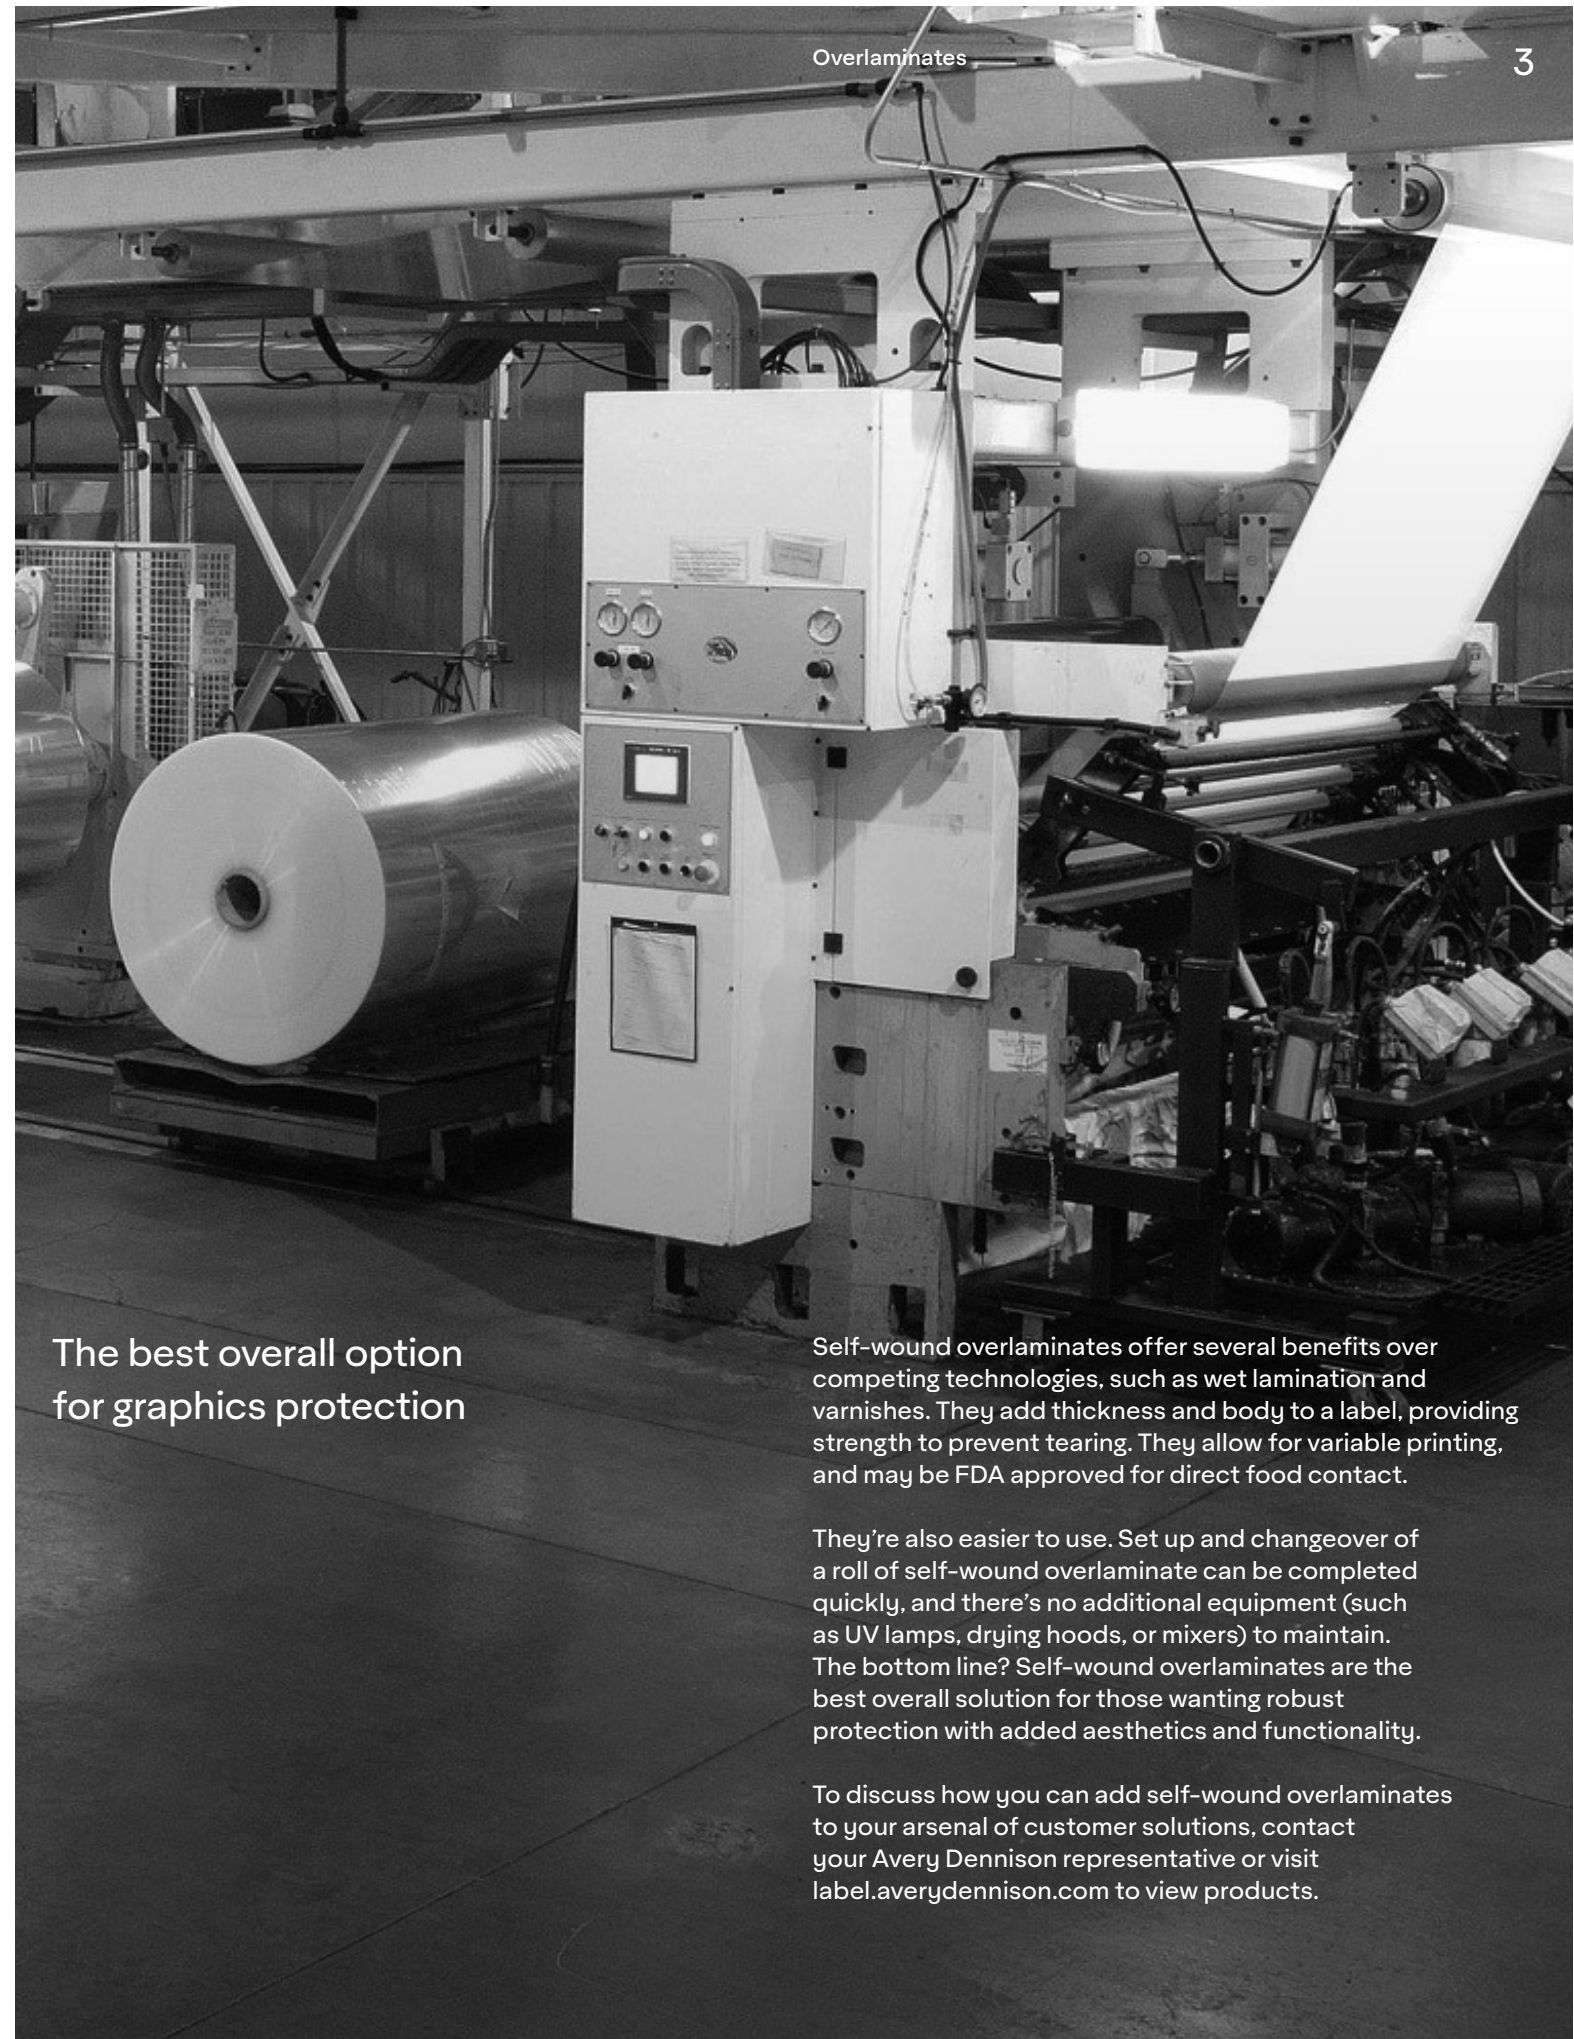 Overlaminates
3
The best overall option
for graphics protection
Self-wound overlaminates offer several benefits over
competing technologies, such as wet lamination and
varnishes. They add thickness and body to a label, providing
strength to prevent tearing. They allow for variable printing,
and may be FDA approved for direct food contact.
They’re also easier to use. Set up and changeover of
a roll of self-wound overlaminate can be completed
quickly, and there’s no additional equipment (such
as UV lamps, drying hoods, or mixers) to maintain.
The bottom line? Self-wound overlaminates are the
best overall solution for those wanting robust
protection with added aesthetics and functionality.
To discuss how you can add self-wound overlaminates
to your arsenal of customer solutions, contact
your Avery Dennison representative or visit
label.averydennison.com to view products.